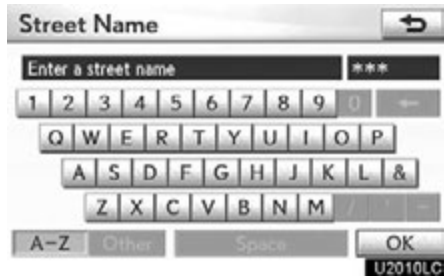 Street Name
Enter a street name ***
1 2 3 4 5 6 7 8 9 0
Q W E R T Y U I O P
A S D F G H J K L &
Z X C V B N M / ' -
A-Z Other Space OK
U2010LC